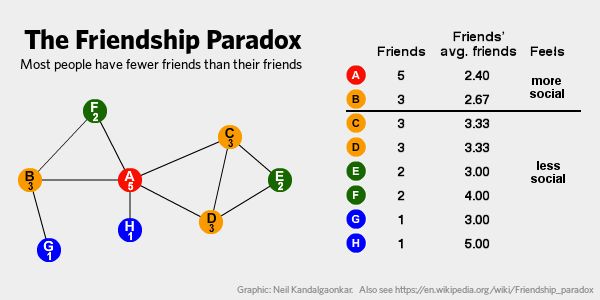 The Friendship Paradox
Most people have fewer friends than their friends
F
2
B
3
A
5
C
3
E
2
D
3
H
1
G
1
Friends Friends' avg. friends Feels
A 5 2.40
B 3 2.67
more social
C 3 3.33
D 3 3.33
E 2 3.00
F 2 4.00
less social
G 1 3.00
H 1 5.00
Graphic: Neil Kandalgaonkar. Also see https://en.wikipedia.org/wiki/Friendship_paradox